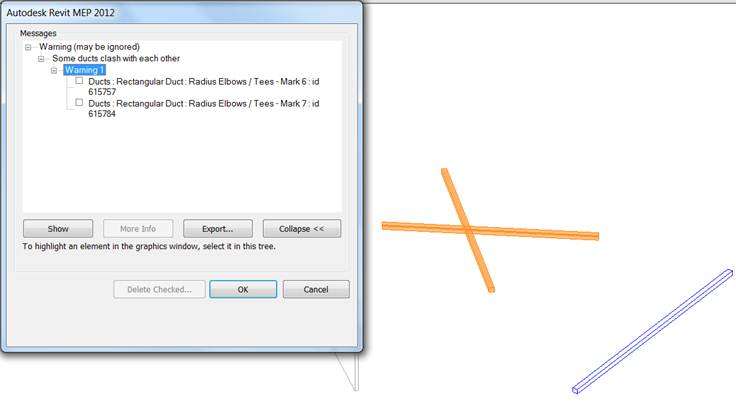 Autodesk Revit MEP 2012
Messages
Warning (may be ignored)
Some ducts clash with each other
Warning 1
Ducts : Rectangular Duct : Radius Elbows / Tees - Mark 6 : id
615757
Ducts : Rectangular Duct : Radius Elbows / Tees - Mark 7 : id
615784
Show
More Info
Export...
Collapse <<
To highlight an element in the graphics window, select it in this tree.
Delete Checked...
OK
Cancel